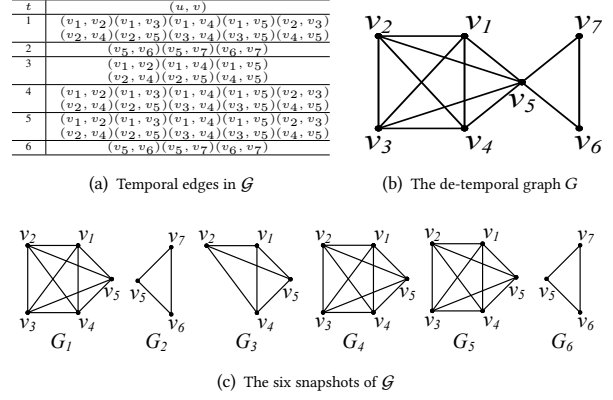 t (u, v)
1 (v₁, v₂)(v₁, v₃)(v₁, v₄)(v₁, v₅)(v₂, v₃)
(v₂, v₄)(v₂, v₅)(v₃, v₄)(v₃, v₅)(v₄, v₅)
2 (v₅, v₆)(v₅, v₇)(v₆, v₇)
3 (v₁, v₂)(v₁, v₄)(v₁, v₅)
(v₂, v₄)(v₂, v₅)(v₄, v₅)
4 (v₁, v₂)(v₁, v₃)(v₁, v₄)(v₁, v₅)(v₂, v₃)
(v₂, v₄)(v₂, v₅)(v₃, v₄)(v₃, v₅)(v₄, v₅)
5 (v₁, v₂)(v₁, v₃)(v₁, v₄)(v₁, v₅)(v₂, v₃)
(v₂, v₄)(v₂, v₅)(v₃, v₄)(v₃, v₅)(v₄, v₅)
6 (v₅, v₆)(v₅, v₇)(v₆, v₇)
(a) Temporal edges in 𝒢
v₂ v₁ v₇
v₅
v₃ v₄ v₆
(b) The de-temporal graph G
v₂ v₁ v₇ v₂ v₁ v₂ v₁ v₂ v₁ v₇
v₅ v₅ v₅ v₅ v₅ v₅
v₃ v₄ v₆ v₄ v₃ v₄ v₃ v₄ v₆
G₁ G₂ G₃ G₄ G₅ G₆
(c) The six snapshots of 𝒢